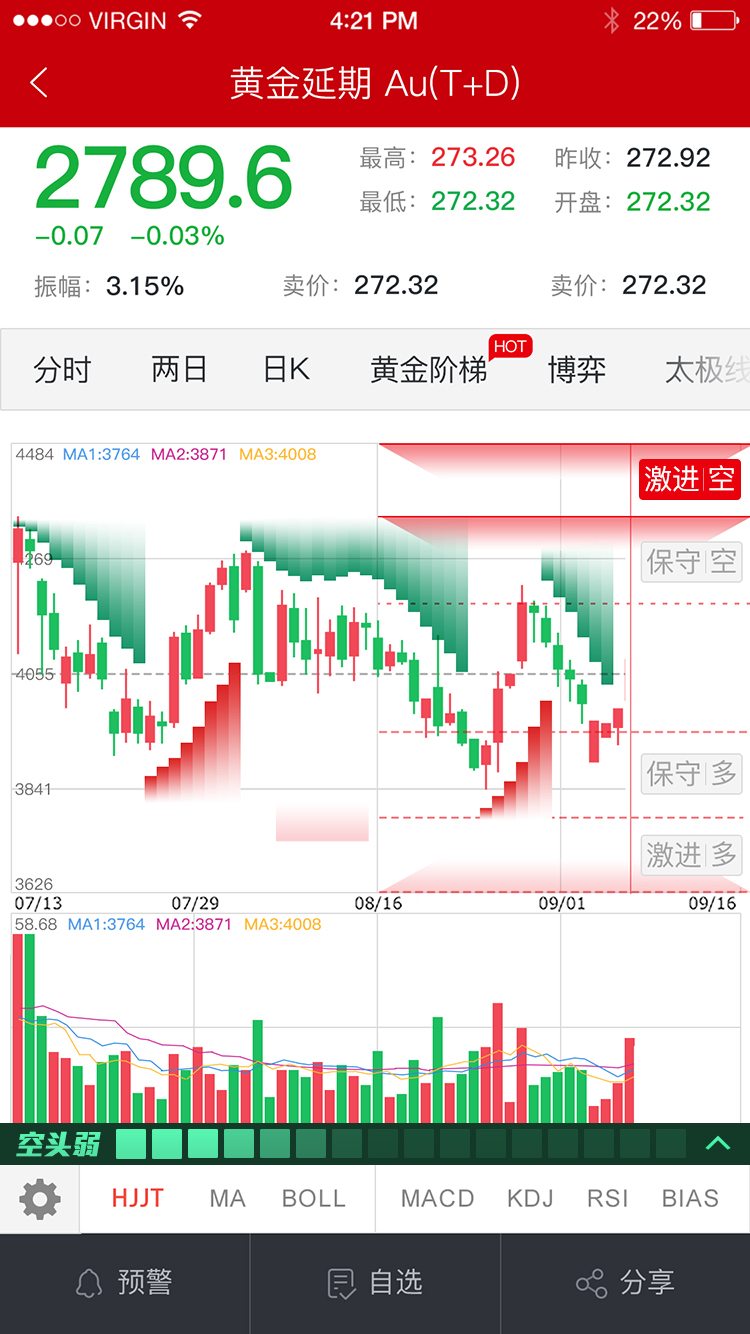 VIRGIN 4:21 PM 22%
黄金延期 Au(T+D)
2789.6
-0.07 -0.03%
最高: 273.26 昨收: 272.92
最低: 272.32 开盘: 272.32
振幅: 3.15% 卖价: 272.32 卖价: 272.32
分时 两日 日K 黄金阶梯 HOT 博弈 太极线
4484 MA1:3764 MA2:3871 MA3:4008
激进 空
4269
保守 空
4055
3841
保守 多
激进 多
3626
07/13 07/29 08/16 09/01 09/16
58.68 MA1:3764 MA2:3871 MA3:4008
空头弱
HJJT MA BOLL MACD KDJ RSI BIAS
预警 自选 分享